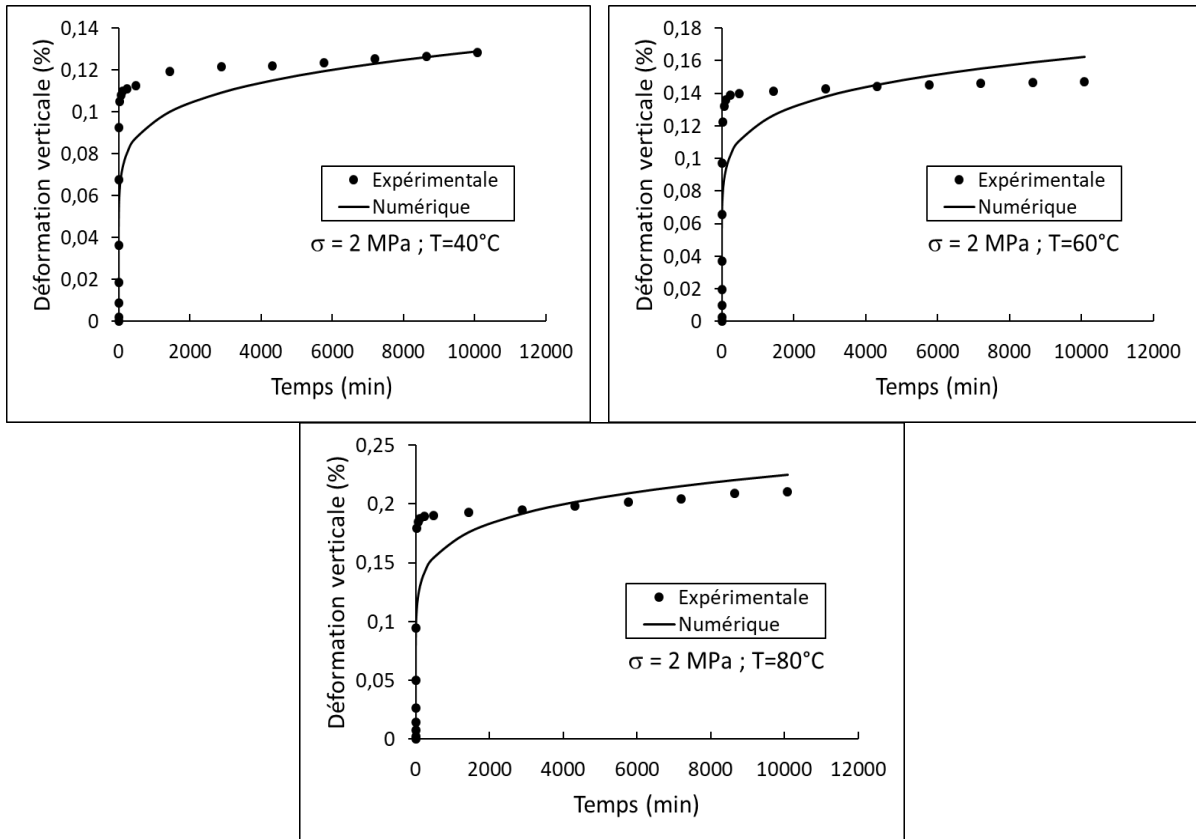 0,14
0,12
0,1
0,08
0,06
0,04
0,02
0
Déformation verticale (%)
Expérimentale
Numérique
σ = 2 MPa ; T=40°C
0 2000 4000 6000 8000 10000 12000
Temps (min)
0,18
0,16
0,14
0,12
0,1
0,08
0,06
0,04
0,02
0
Déformation verticale (%)
Expérimentale
Numérique
σ = 2 MPa ; T=60°C
0 2000 4000 6000 8000 10000 12000
Temps (min)
0,25
0,2
0,15
0,1
0,05
0
Déformation verticale (%)
Expérimentale
Numérique
σ = 2 MPa ; T=80°C
0 2000 4000 6000 8000 10000 12000
Temps (min)